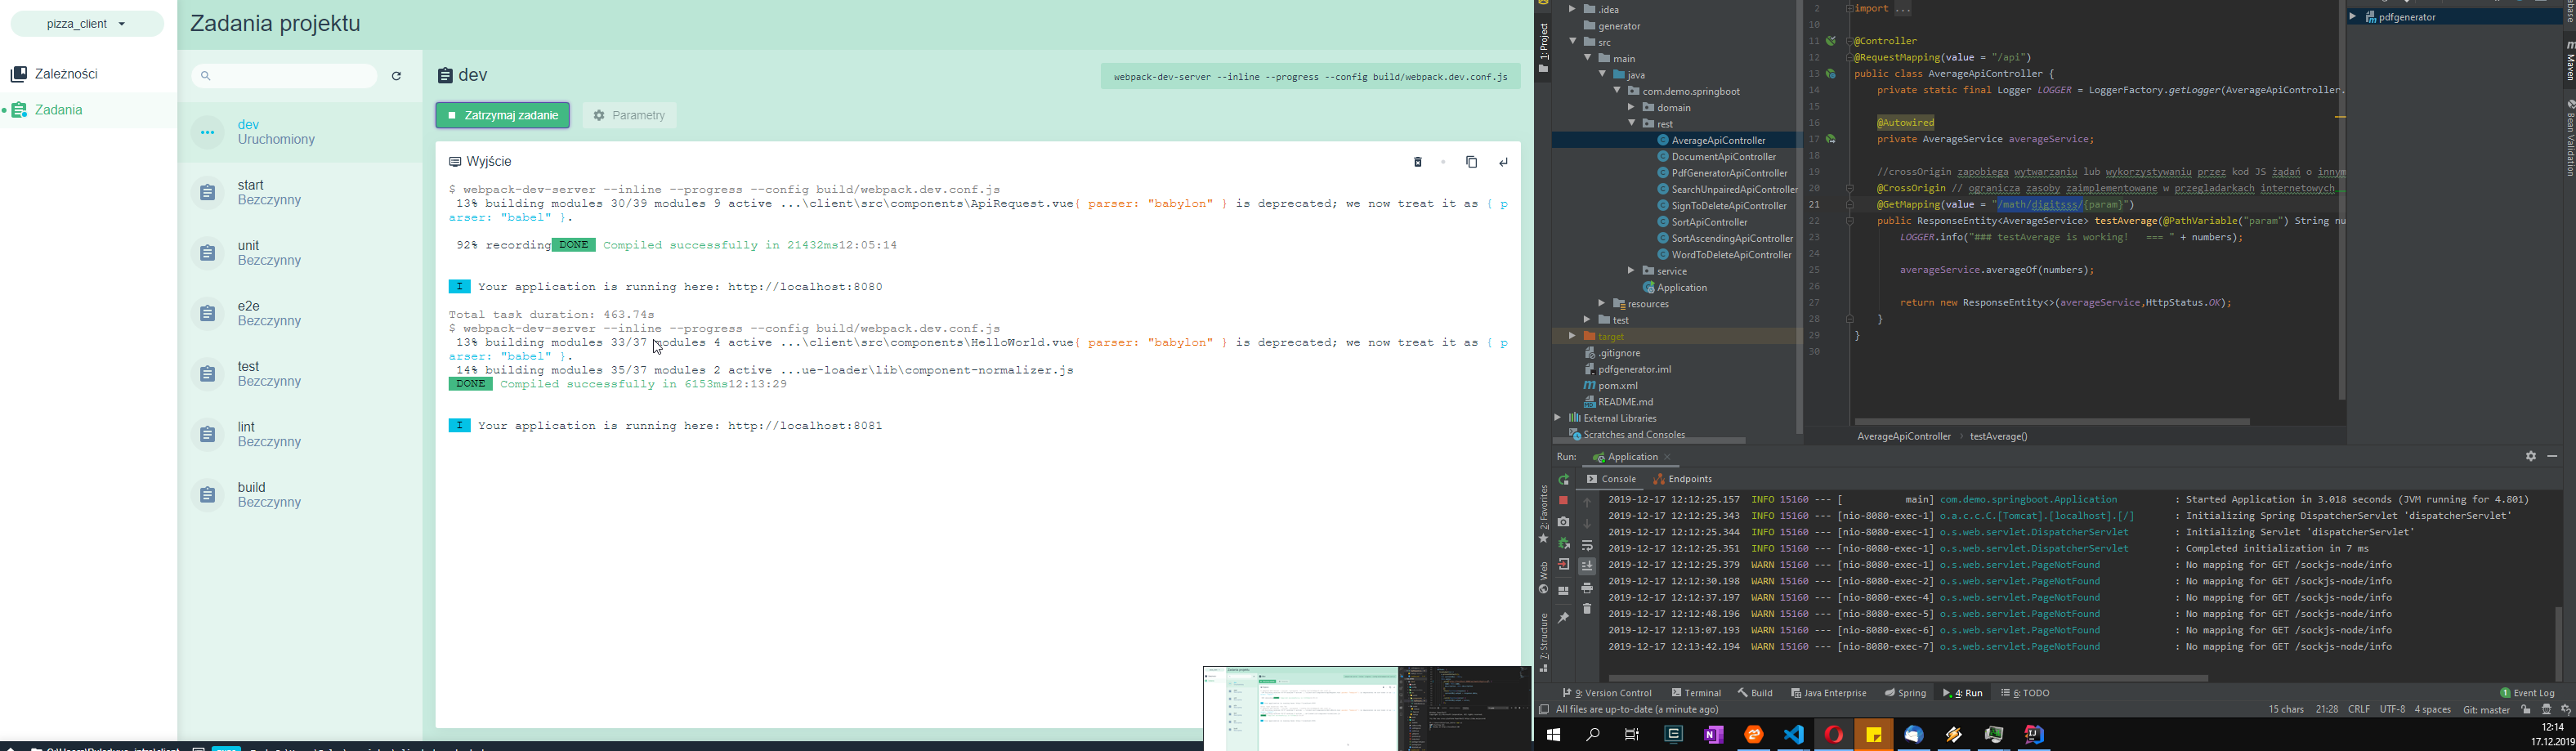 pizza_client
Zależności
Zadania
Zadania projektu
dev
Uruchomiony
start
Bezczynny
unit
Bezczynny
e2e
Bezczynny
test
Bezczynny
lint
Bezczynny
build
Bezczynny
dev
webpack-dev-server --inline --progress --config build/webpack.dev.conf.js
Zatrzymaj zadanie
Parametry
Wyjście
$ webpack-dev-server --inline --progress --config build/webpack.dev.conf.js
13% building modules 30/39 modules 9 active ...\client\src\components\ApiRequest.vue{ parser: "babylon" } is deprecated; we now treat it as { p
arser: "babel" }.
92% recording DONE Compiled successfully in 21432ms12:05:14
I Your application is running here: http://localhost:8080
Total task duration: 463.74s
$ webpack-dev-server --inline --progress --config build/webpack.dev.conf.js
13% building modules 33/37 modules 4 active ...\client\src\components\HelloWorld.vue{ parser: "babylon" } is deprecated; we now treat it as { p
arser: "babel" }.
14% building modules 35/37 modules 2 active ...ue-loader\lib\component-normalizer.js
DONE Compiled successfully in 6153ms12:13:29
I Your application is running here: http://localhost:8081
1: Project
.idea
generator
src
main
java
com.demo.springboot
domain
rest
AverageApiController
DocumentApiController
PdfGeneratorApiController
SearchUnpairedApiController
SignToDeleteApiController
SortApiController
SortAscendingApiController
WordToDeleteApiController
service
Application
resources
test
target
.gitignore
pdfgenerator.iml
pom.xml
README.md
External Libraries
Scratches and Consoles
2 import ...
10
11 @Controller
12 @RequestMapping(value = "/api")
13 public class AverageApiController {
14 private static final Logger LOGGER = LoggerFactory.getLogger(AverageApiController.
15
16 @Autowired
17 private AverageService averageService;
18
19 //crossOrigin zapobiega wytwarzaniu lub wykorzystywaniu przez kod JS żądań o innym
20 @CrossOrigin // ogranicza zasoby zaimplementowane w przegladarkach internetowych
21 @GetMapping(value = "/math/digitsss/{param}")
22 public ResponseEntity<AverageService> testAverage(@PathVariable("param") String nu
23 LOGGER.info("### testAverage is working! === " + numbers);
24
25 averageService.averageOf(numbers);
26
27 return new ResponseEntity<>(averageService,HttpStatus.OK);
28 }
29 }
30
AverageApiController › testAverage()
pdfgenerator
Maven
Bean Validation
Run: Application
Console Endpoints
2019-12-17 12:12:25.157 INFO 15160 --- [ main] com.demo.springboot.Application : Started Application in 3.018 seconds (JVM running for 4.801)
2019-12-17 12:12:25.343 INFO 15160 --- [nio-8080-exec-1] o.a.c.c.C.[Tomcat].[localhost].[/] : Initializing Spring DispatcherServlet 'dispatcherServlet'
2019-12-17 12:12:25.344 INFO 15160 --- [nio-8080-exec-1] o.s.web.servlet.DispatcherServlet : Initializing Servlet 'dispatcherServlet'
2019-12-17 12:12:25.351 INFO 15160 --- [nio-8080-exec-1] o.s.web.servlet.DispatcherServlet : Completed initialization in 7 ms
2019-12-17 12:12:25.379 WARN 15160 --- [nio-8080-exec-1] o.s.web.servlet.PageNotFound : No mapping for GET /sockjs-node/info
2019-12-17 12:12:30.198 WARN 15160 --- [nio-8080-exec-2] o.s.web.servlet.PageNotFound : No mapping for GET /sockjs-node/info
2019-12-17 12:12:37.197 WARN 15160 --- [nio-8080-exec-4] o.s.web.servlet.PageNotFound : No mapping for GET /sockjs-node/info
2019-12-17 12:12:48.196 WARN 15160 --- [nio-8080-exec-5] o.s.web.servlet.PageNotFound : No mapping for GET /sockjs-node/info
2019-12-17 12:13:07.193 WARN 15160 --- [nio-8080-exec-6] o.s.web.servlet.PageNotFound : No mapping for GET /sockjs-node/info
2019-12-17 12:13:42.194 WARN 15160 --- [nio-8080-exec-7] o.s.web.servlet.PageNotFound : No mapping for GET /sockjs-node/info
2: Favorites
Web
7: Structure
9: Version Control Terminal Build Java Enterprise Spring 4: Run 6: TODO
1 Event Log
All files are up-to-date (a minute ago)
15 chars 21:28 CRLF UTF-8 4 spaces Git: master
12:14
17.12.2019